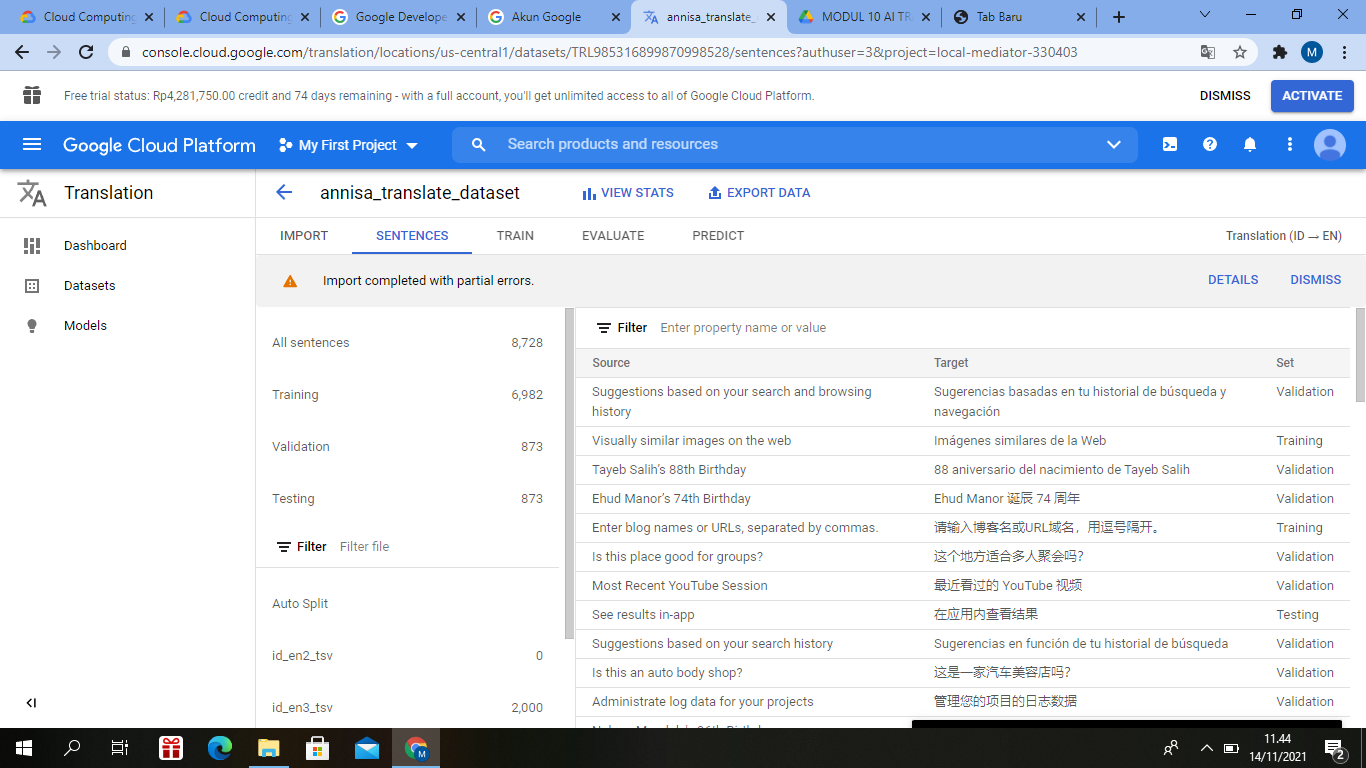 Cloud Computing
Cloud Computing
Google Develope
Akun Google
annisa_translate_
MODUL 10 AI TR
Tab Baru
console.cloud.google.com/translation/locations/us-central1/datasets/TRL985316899870998528/sentences?authuser=3&project=local-mediator-330403
M
Free trial status: Rp4,281,750.00 credit and 74 days remaining - with a full account, you'll get unlimited access to all of Google Cloud Platform.
DISMISS
ACTIVATE
Google Cloud Platform
My First Project
Search products and resources
Translation
annisa_translate_dataset
VIEW STATS
EXPORT DATA
Dashboard
Datasets
Models
IMPORT
SENTENCES
TRAIN
EVALUATE
PREDICT
Translation (ID → EN)
Import completed with partial errors.
DETAILS
DISMISS
All sentences 8,728
Training 6,982
Validation 873
Testing 873
Filter Filter file
Auto Split
id_en2_tsv 0
id_en3_tsv 2,000
Filter Enter property name or value
Source Target Set
Suggestions based on your search and browsing history Sugerencias basadas en tu historial de búsqueda y navegación Validation
Visually similar images on the web Imágenes similares de la Web Training
Tayeb Salih's 88th Birthday 88 aniversario del nacimiento de Tayeb Salih Validation
Ehud Manor's 74th Birthday Ehud Manor 诞辰 74 周年 Validation
Enter blog names or URLs, separated by commas. 请输入博客名或URL域名，用逗号隔开。 Training
Is this place good for groups? 这个地方适合多人聚会吗？ Validation
Most Recent YouTube Session 最近看过的 YouTube 视频 Validation
See results in-app 在应用内查看结果 Testing
Suggestions based on your search history Sugerencias en función de tu historial de búsqueda Validation
Is this an auto body shop? 这是一家汽车美容店吗？ Validation
Administrate log data for your projects 管理您的项目的日志数据 Validation
M
11.44
14/11/2021
2